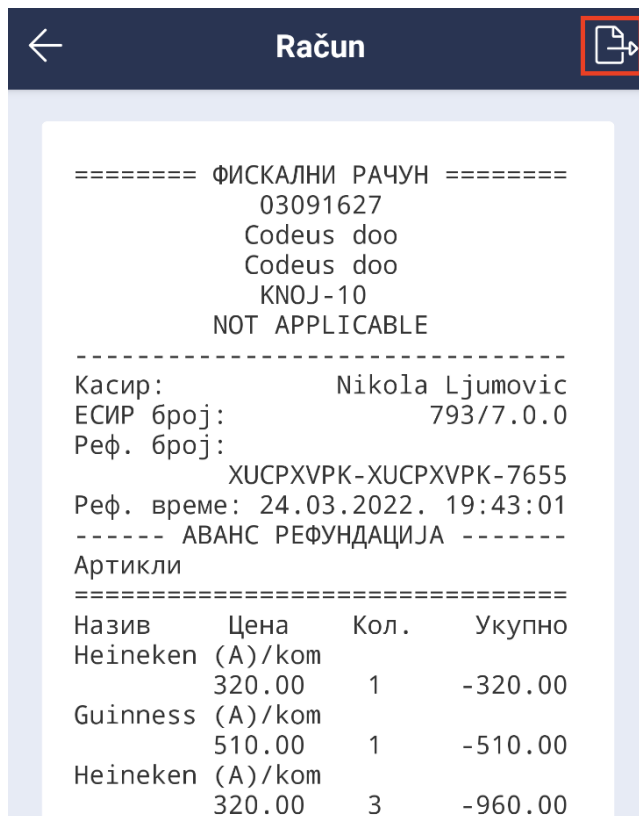 Račun
======== ФИСКАЛНИ РАЧУН ========
03091627
Codeus doo
Codeus doo
KNOJ-10
NOT APPLICABLE
--------------------------------
Касир: Nikola Ljumovic
ЕСИР број: 793/7.0.0
Реф. број:
XUCPXVPK-XUCPXVPK-7655
Реф. време: 24.03.2022. 19:43:01
------ АВАНС РЕФУНДАЦИЈА -------
Артикли
================================
Назив Цена Кол. Укупно
Heineken (A)/kom
320.00 1 -320.00
Guinness (A)/kom
510.00 1 -510.00
Heineken (A)/kom
320.00 3 -960.00